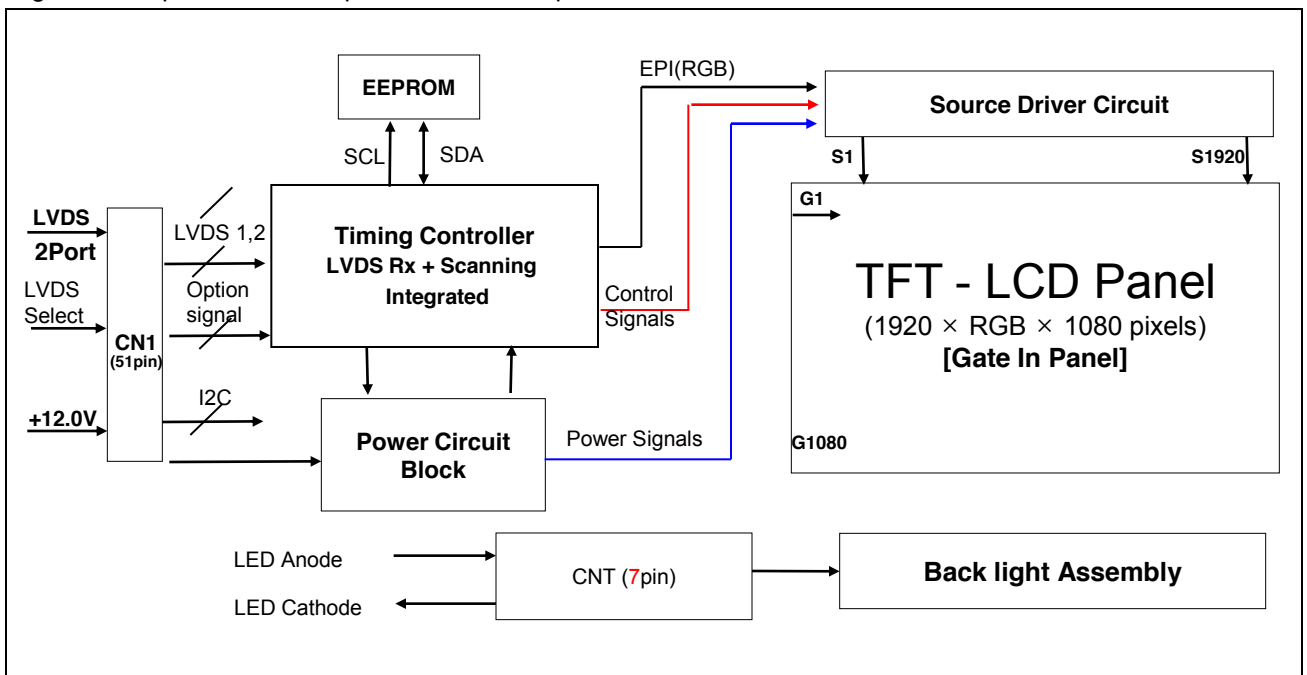 EEPROM
SCL
SDA
EPI(RGB)
Source Driver Circuit
S1
S1920
LVDS
2Port
LVDS
Select
+12.0V
CN1
(51pin)
LVDS 1,2
Option
signal
I2C
Timing Controller
LVDS Rx + Scanning
Integrated
Control
Signals
Power Circuit
Block
Power Signals
G1
TFT - LCD Panel
(1920 × RGB × 1080 pixels)
[Gate In Panel]
G1080
LED Anode
LED Cathode
CNT (7pin)
Back light Assembly